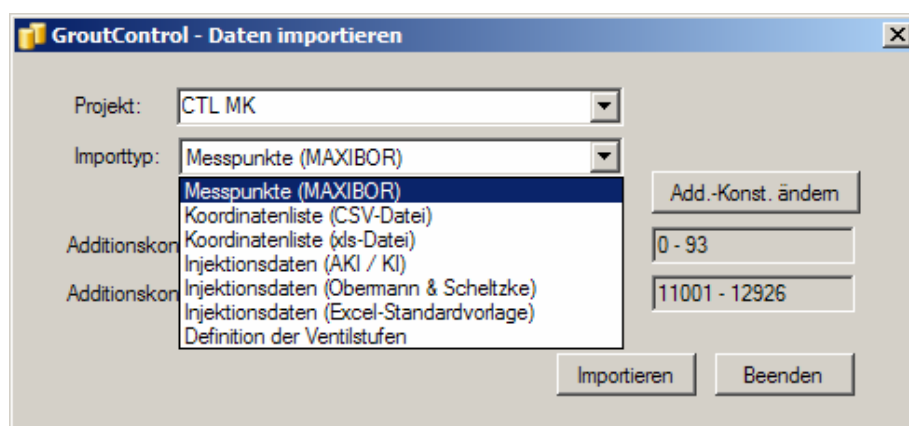 GroutControl - Daten importieren
Projekt: CTL MK
Importtyp: Messpunkte (MAXIBOR)
Messpunkte (MAXIBOR)
Add.-Konst. ändern
Koordinatenliste (CSV-Datei)
Koordinatenliste (xls-Datei)
Additionskon 0 - 93
Injektionsdaten (AKI / KI)
Injektionsdaten (Obermann & Scheltzke)
Additionskon 11001 - 12926
Injektionsdaten (Excel-Standardvorlage)
Definition der Ventilstufen
Importieren Beenden